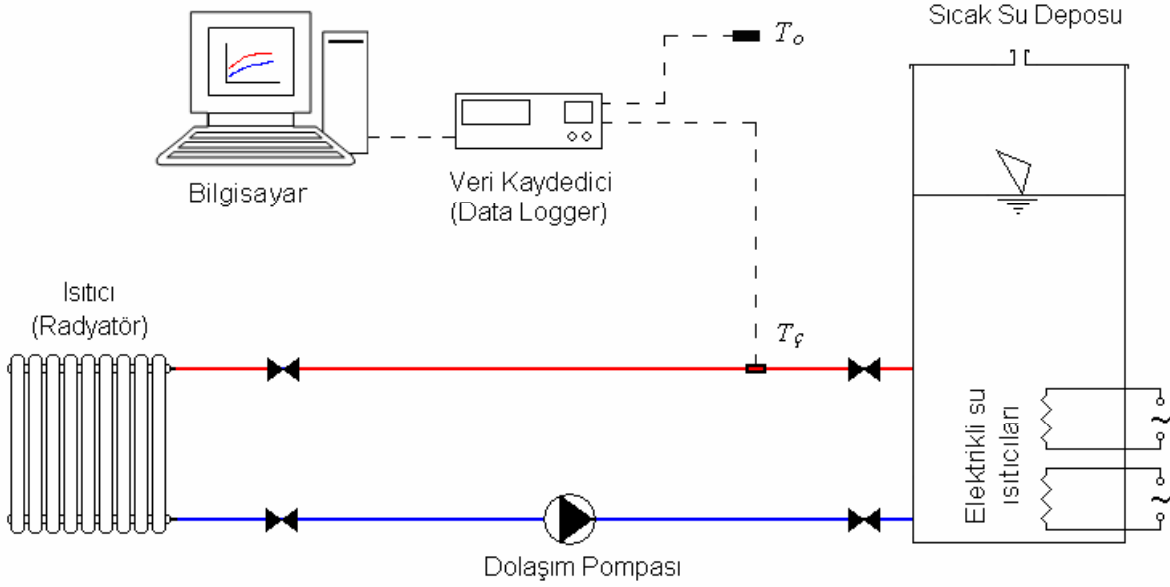 Sıcak Su Deposu
To
Bilgisayar
Veri Kaydedici
(Data Logger)
Isıtıcı
(Radyatör)
Tç
Elektrikli su
ısıtıcıları
~
~
Dolaşım Pompası